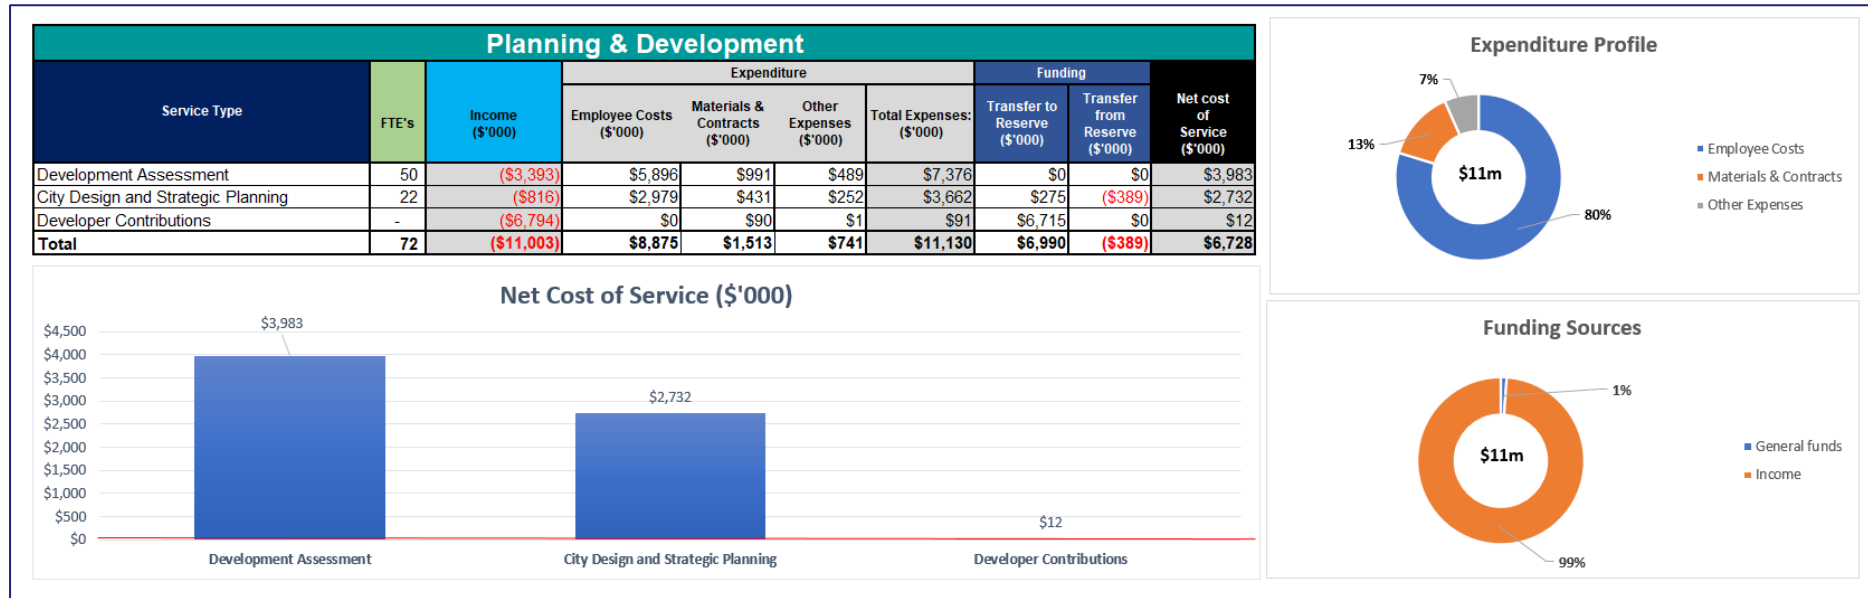 Planning & Development
Service Type
FTE's
Income
($'000)
Expenditure
Funding
Net cost
of
Service
($'000)
Employee Costs
($'000)
Materials &
Contracts
($'000)
Other
Expenses
($'000)
Total Expenses:
($'000)
Transfer to
Reserve
($'000)
Transfer
from
Reserve
($'000)
Development Assessment 50 ($3,393) $5,896 $991 $489 $7,376 $0 $0 $3,983
City Design and Strategic Planning 22 ($816) $2,979 $431 $252 $3,662 $275 ($389) $2,732
Developer Contributions - ($6,794) $0 $90 $1 $91 $6,715 $0 $12
Total 72 ($11,003) $8,875 $1,513 $741 $11,130 $6,990 ($389) $6,728
Expenditure Profile
7%
13%
$11m
80%
Employee Costs
Materials & Contracts
Other Expenses
Net Cost of Service ($'000)
$4,500
$4,000
$3,500
$3,000
$2,500
$2,000
$1,500
$1,000
$500
$0
$3,983
$2,732
$12
Development Assessment
City Design and Strategic Planning
Developer Contributions
Funding Sources
1%
$11m
99%
General funds
Income